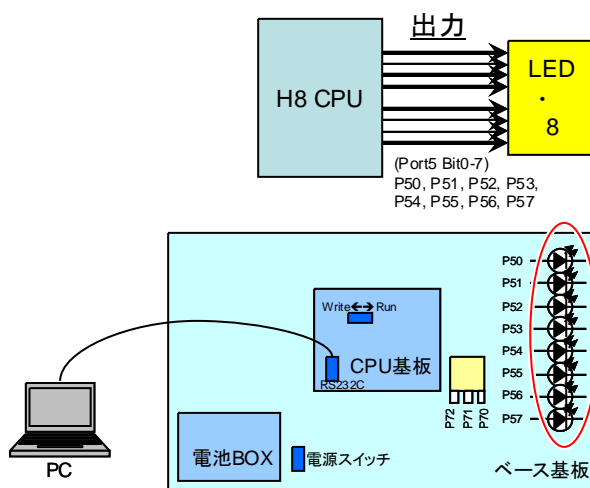 出力
H8 CPU
LED
・
8
(Port5 Bit0-7)
P50, P51, P52, P53,
P54, P55, P56, P57
P50
P51
P52
P53
P54
P55
P56
P57
Write Run
CPU基板
RS232C
P72 P71 P70
電池BOX
電源スイッチ
PC
ベース基板